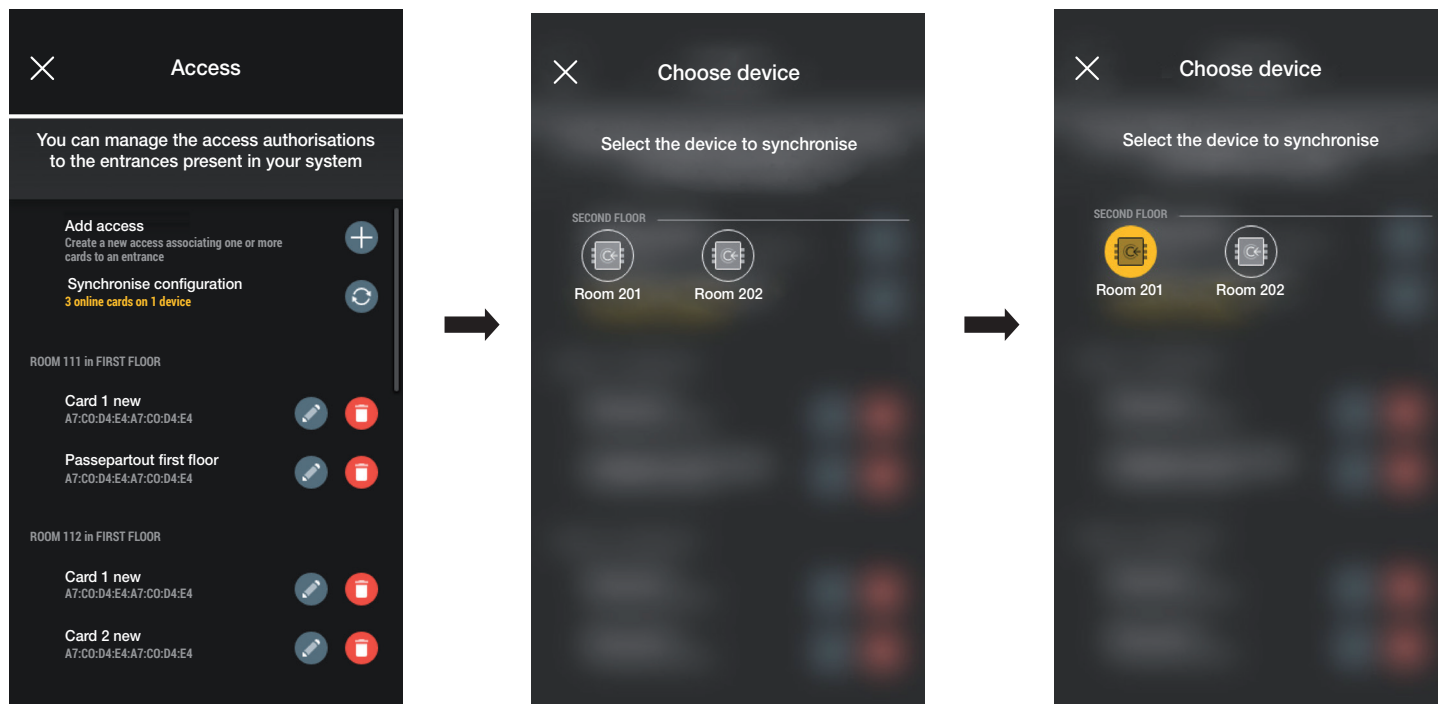 Access
You can manage the access authorisations
to the entrances present in your system
Add access
Create a new access associating one or more
cards to an entrance
Synchronise configuration
3 online cards on 1 device
ROOM 111 in FIRST FLOOR
Card 1 new
A7:C0:D4:E4:A7:C0:D4:E4
Passepartout first floor
A7:C0:D4:E4:A7:C0:D4:E4
ROOM 112 in FIRST FLOOR
Card 1 new
A7:C0:D4:E4:A7:C0:D4:E4
Card 2 new
A7:C0:D4:E4:A7:C0:D4:E4
Choose device
Select the device to synchronise
SECOND FLOOR
Room 201 Room 202
Choose device
Select the device to synchronise
SECOND FLOOR
Room 201 Room 202